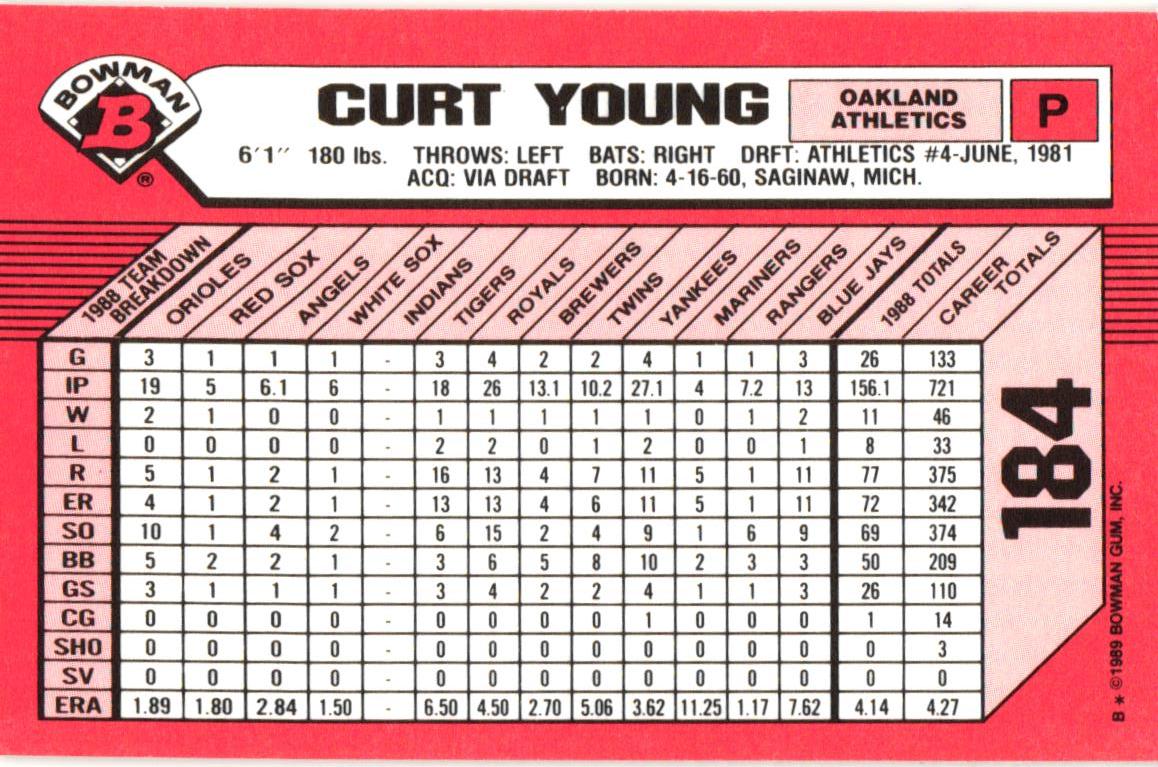 BOWMAN
B
®
CURT YOUNG
OAKLAND
ATHLETICS
P
6'1" 180 lbs. THROWS: LEFT BATS: RIGHT DRFT: ATHLETICS #4-JUNE, 1981
ACQ: VIA DRAFT BORN: 4-16-60, SAGINAW, MICH.
1988 TEAM BREAKDOWN ORIOLES RED SOX ANGELS WHITE SOX INDIANS TIGERS ROYALS BREWERS TWINS YANKEES MARINERS RANGERS BLUE JAYS 1988 TOTALS CAREER TOTALS
G 3 1 1 1 - 3 4 2 2 4 1 1 3 26 133
IP 19 5 6.1 6 - 18 26 13.1 10.2 27.1 4 7.2 13 156.1 721
W 2 1 0 0 - 1 1 1 1 1 0 1 2 11 46
L 0 0 0 0 - 2 2 0 1 2 0 0 1 8 33
R 5 1 2 1 - 16 13 4 7 11 5 1 11 77 375
ER 4 1 2 1 - 13 13 4 6 11 5 1 11 72 342
SO 10 1 4 2 - 6 15 2 4 9 1 6 9 69 374
BB 5 2 2 1 - 3 6 5 8 10 2 3 3 50 209
GS 3 1 1 1 - 3 4 2 2 4 1 1 3 26 110
CG 0 0 0 0 - 0 0 0 0 1 0 0 0 1 14
SHO 0 0 0 0 - 0 0 0 0 0 0 0 0 0 3
SV 0 0 0 0 - 0 0 0 0 0 0 0 0 0 0
ERA 1.89 1.80 2.84 1.50 - 6.50 4.50 2.70 5.06 3.62 11.25 1.17 7.62 4.14 4.27
184
B * ©1989 BOWMAN GUM, INC.